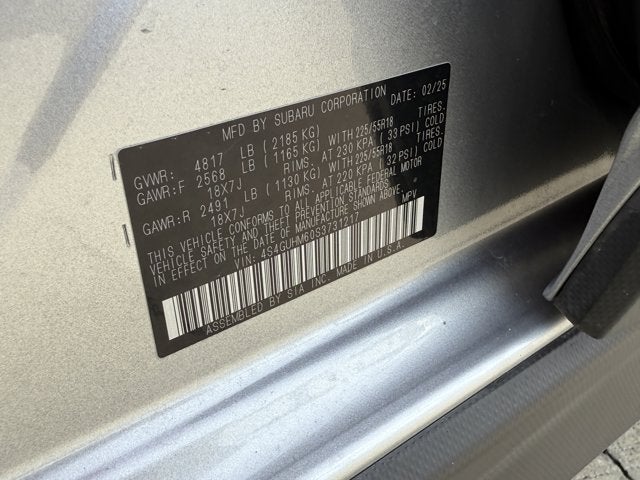 MFD BY SUBARU CORPORATION DATE: 02/25
GVWR: 4817 LB (2185 KG)
GAWR:F 2568 LB (1165 KG) WITH 225/55R18 TIRES.
18X7J RIMS. AT 230 KPA (33 PSI) COLD
GAWR:R 2491 LB (1130 KG) WITH 225/55R18 TIRES.
18X7J RIMS. AT 220 KPA (32 PSI) COLD
THIS VEHICLE CONFORMS TO ALL APPLICABLE FEDERAL MOTOR
VEHICLE SAFETY AND THEFT PREVENTION STANDARDS
IN EFFECT ON THE DATE OF MANUFACTURE SHOWN ABOVE.
VIN: 4S4GUHM60S3731217 MPV
ASSEMBLED BY SIA INC. MADE IN U.S.A.